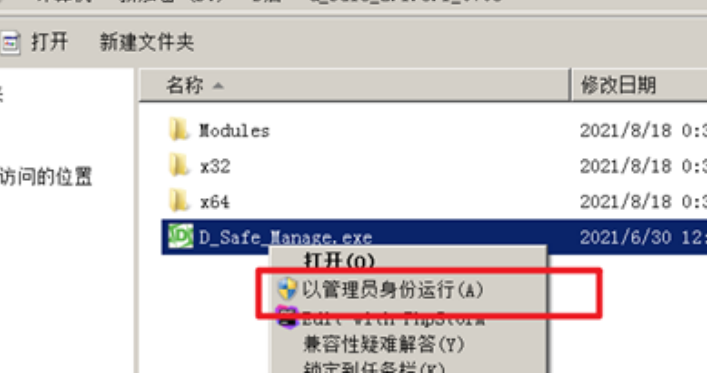 打开 新建文件夹
名称 修改日期
Modules 2021/8/18 0:3
x32 2021/8/18 0:3
访问的位置
x64 2021/8/18 0:3
D_Safe_Manage.exe 2021/6/30 12:
打开(O)
以管理员身份运行(A)
Edit with PhpStorm
兼容性疑难解答(Y)
锁定到任务栏(K)